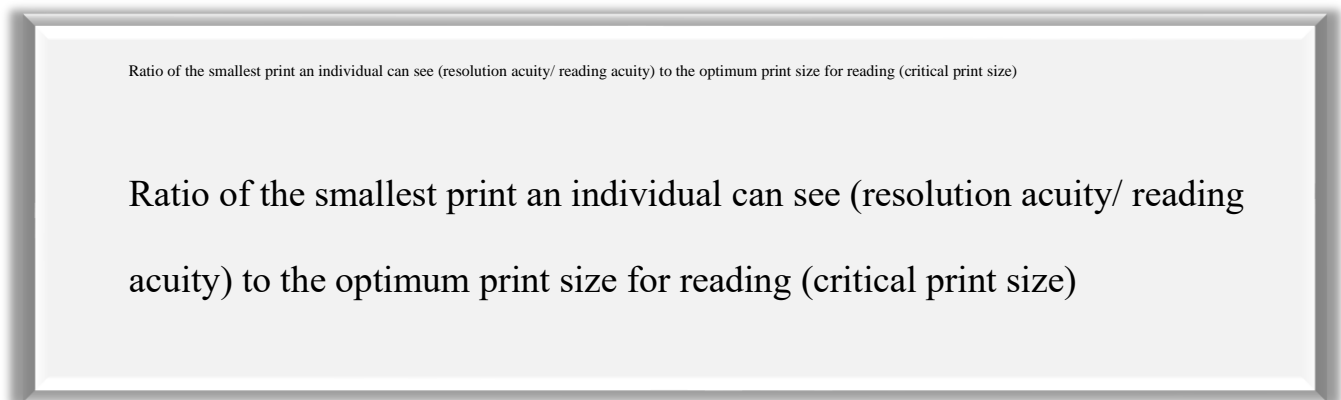 Ratio of the smallest print an individual can see (resolution acuity/ reading acuity) to the optimum print size for reading (critical print size)
Ratio of the smallest print an individual can see (resolution acuity/ reading
acuity) to the optimum print size for reading (critical print size)